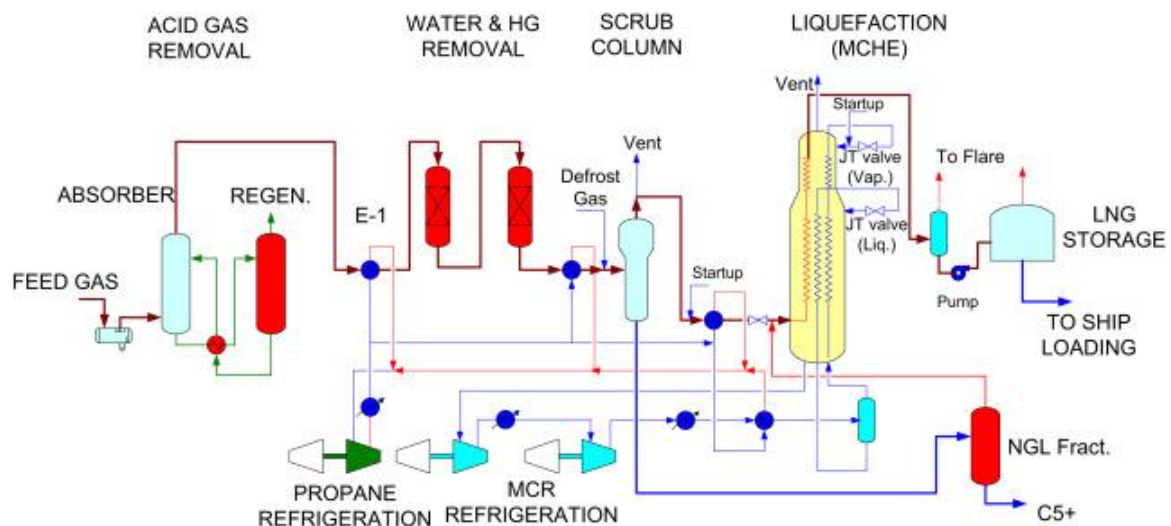 ACID GAS
REMOVAL
WATER & HG
REMOVAL
SCRUB
COLUMN
LIQUEFACTION
(MCHE)
Vent
Startup
JT valve
(Vap.)
JT valve
(Liq.)
To Flare
LNG
STORAGE
Pump
TO SHIP
LOADING
Vent
Defrost
Gas
Startup
ABSORBER
REGEN.
E-1
FEED GAS
PROPANE
REFRIGERATION
MCR
REFRIGERATION
NGL Fract.
C5+